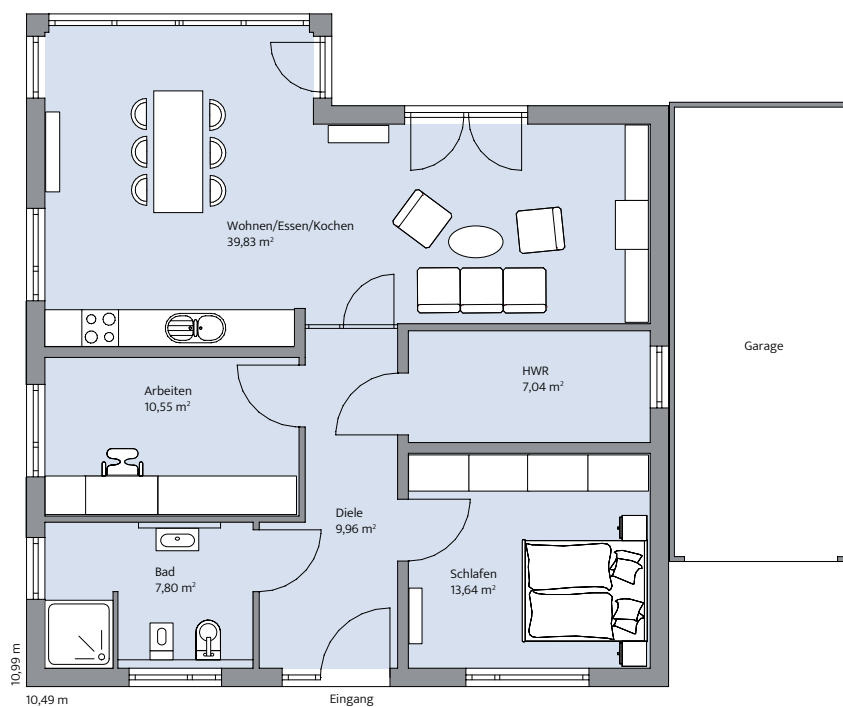 Wohnen/Essen/Kochen
39,83 m²
Garage
HWR
7,04 m²
Arbeiten
10,55 m²
Diele
9,96 m²
Bad
7,80 m²
Schlafen
13,64 m²
10,99 m
10,49 m
Eingang